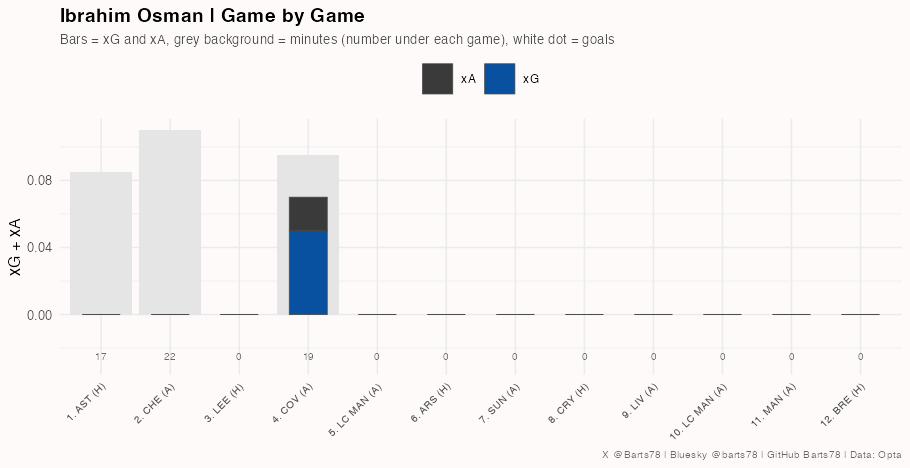 Ibrahim Osman | Game by Game
Bars = xG and xA, grey background = minutes (number under each game), white dot = goals
xA xG
xG + xA
0.08
0.04
0.00
17 22 0 19 0 0 0 0 0 0 0 0
1. AST (H) 2. CHE (A) 3. LEE (H) 4. COV (A) 5. LC MAN (A) 6. ARS (H) 7. SUN (A) 8. CRY (H) 9. LIV (A) 10. LC MAN (A) 11. MAN (A) 12. BRE (H)
X @Barts78 | Bluesky @barts78 | GitHub Barts78 | Data: Opta